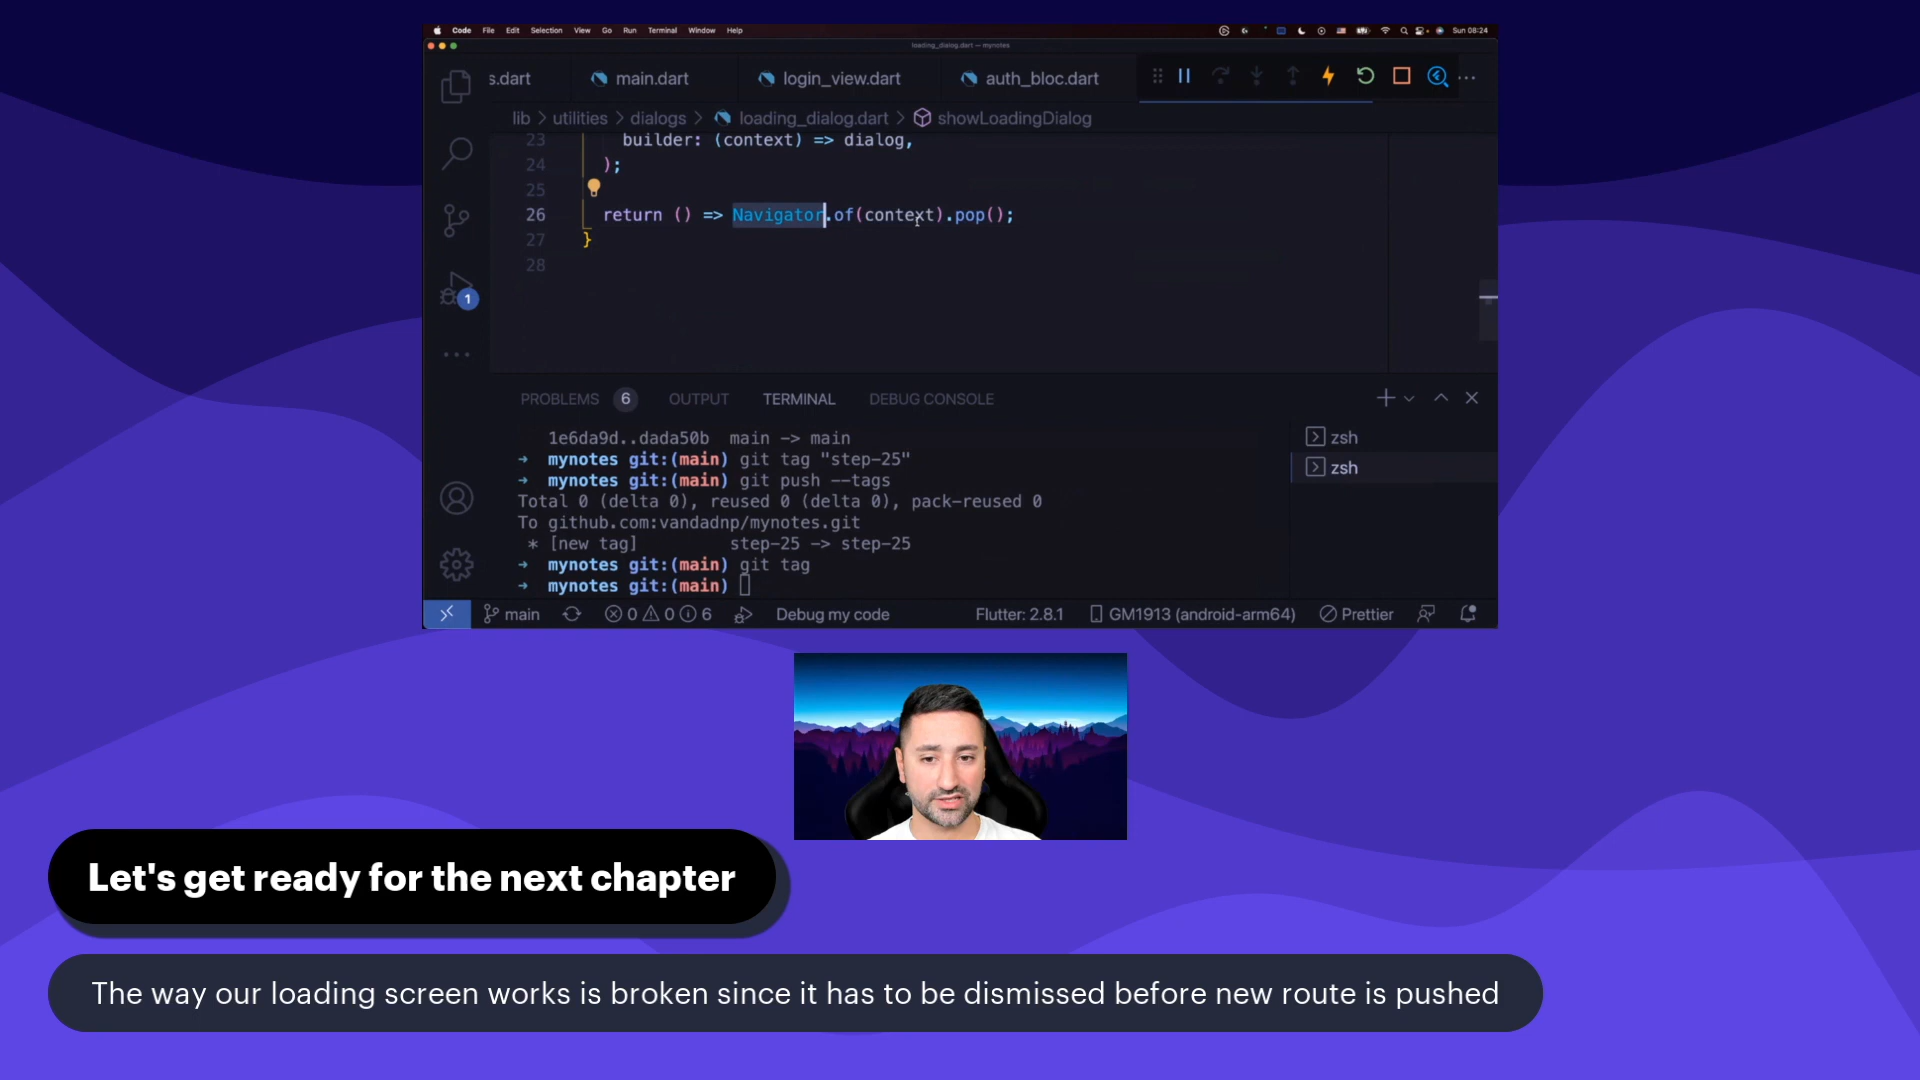 Code File Edit Selection View Go Run Terminal Window Help Sun 08:24
loading_dialog.dart — mynotes
s.dart main.dart login_view.dart auth_bloc.dart
lib > utilities > dialogs > loading_dialog.dart > showLoadingDialog
23 builder: (context) => dialog,
24 );
25
26 return () => Navigator.of(context).pop();
27 }
28
1
PROBLEMS 6 OUTPUT TERMINAL DEBUG CONSOLE
1e6da9d..dada50b main -> main
→ mynotes git:(main) git tag "step-25"
→ mynotes git:(main) git push --tags
Total 0 (delta 0), reused 0 (delta 0), pack-reused 0
To github.com:vandadnp/mynotes.git
* [new tag] step-25 -> step-25
→ mynotes git:(main) git tag
→ mynotes git:(main)
zsh
zsh
main 0 0 6 Debug my code Flutter: 2.8.1 GM1913 (android-arm64) Prettier
Let's get ready for the next chapter
The way our loading screen works is broken since it has to be dismissed before new route is pushed